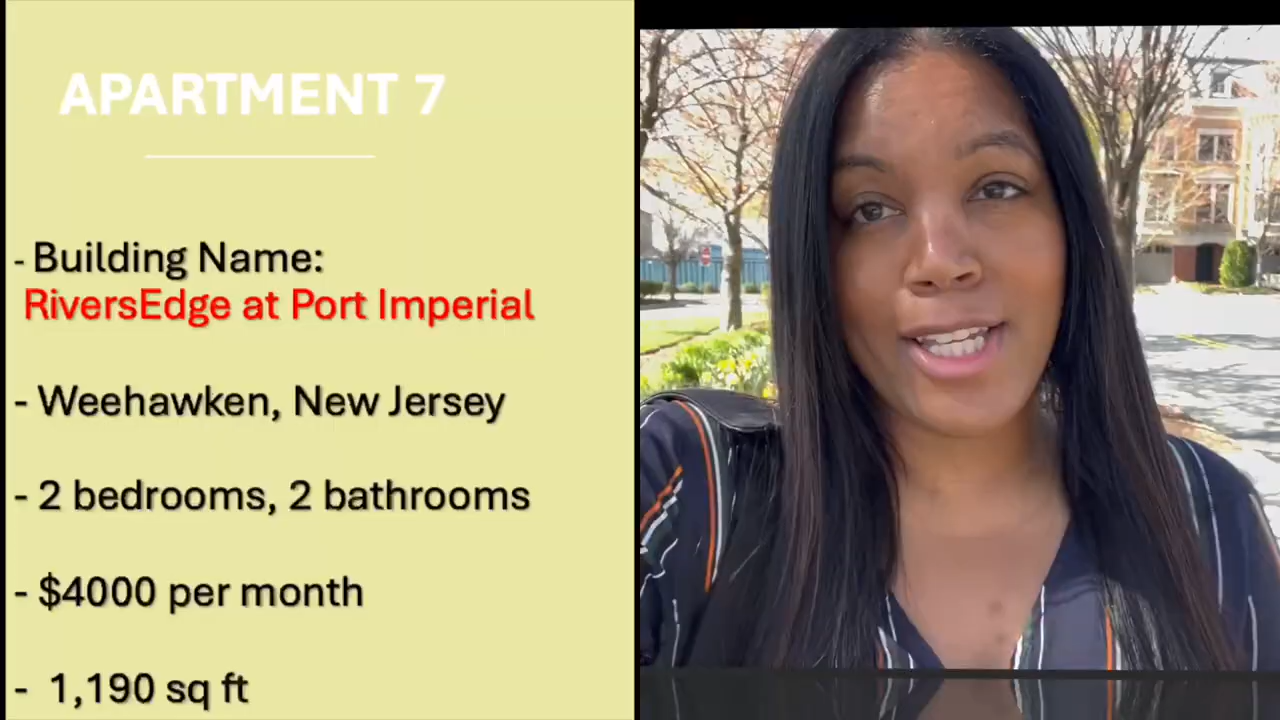 APARTMENT 7
- Building Name:
RiversEdge at Port Imperial
- Weehawken, New Jersey
- 2 bedrooms, 2 bathrooms
- $4000 per month
- 1,190 sq ft